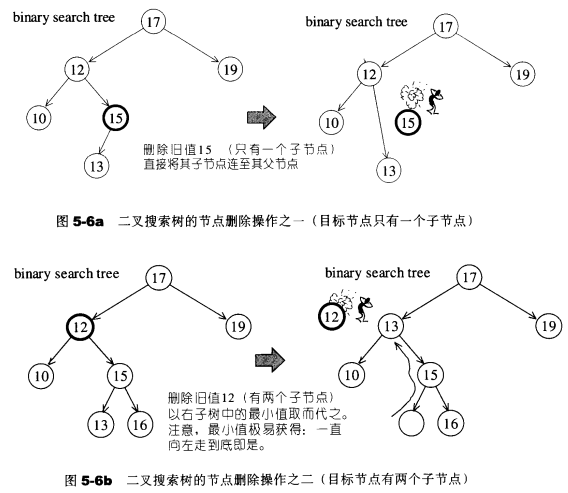 binary search tree
17
12
19
10
15
13
binary search tree
17
12
19
10
15
13
删除旧值15 (只有一个子节点)
直接将其子节点连至其父节点
图 5-6a 二叉搜索树的节点删除操作之一(目标节点只有一个子节点)
binary search tree
17
12
19
10
15
13
16
binary search tree
17
12
13
19
10
15
16
删除旧值12 (有两个子节点)
以右子树中的最小值取而代之。
注意,最小值极易获得: 一直
向左走到底即是。
图 5-6b 二叉搜索树的节点删除操作之二(目标节点有两个子节点)